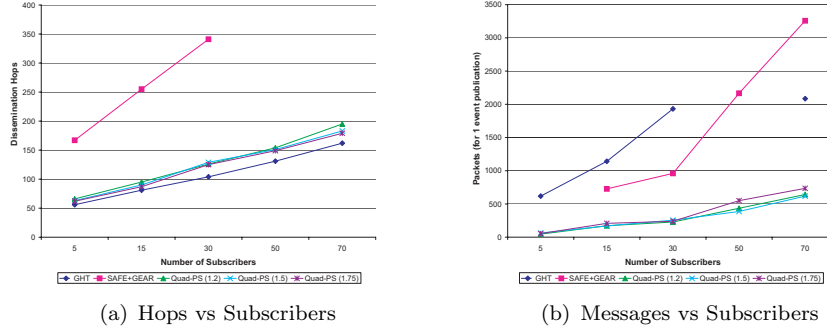 400
350
300
250
200
150
100
50
0
Dissemination Hops
5 15 30 50 70
Number of Subscribers
GHT SAFE+GEAR Quad-PS (1.2) Quad-PS (1.5) Quad-PS (1.75)
(a) Hops vs Subscribers
3500
3000
2500
2000
1500
1000
500
0
Packets (for 1 event publication)
5 15 30 50 70
Number of Subscribers
GHT SAFE+GEAR Quad-PS (1.2) Quad-PS (1.5) Quad-PS (1.75)
(b) Messages vs Subscribers